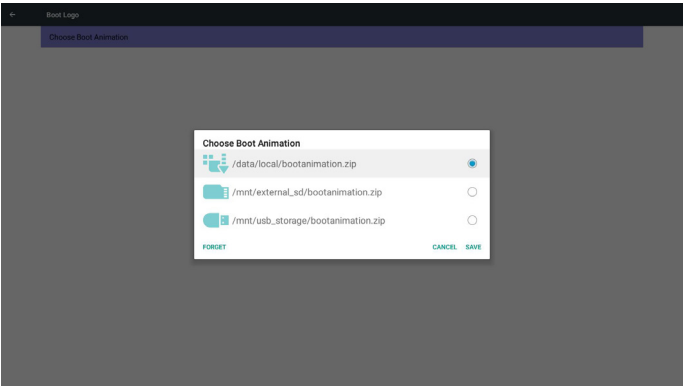 Boot Logo
Choose Boot Animation
Choose Boot Animation
/data/local/bootanimation.zip
/mnt/external_sd/bootanimation.zip
/mnt/usb_storage/bootanimation.zip
FORGET CANCEL SAVE